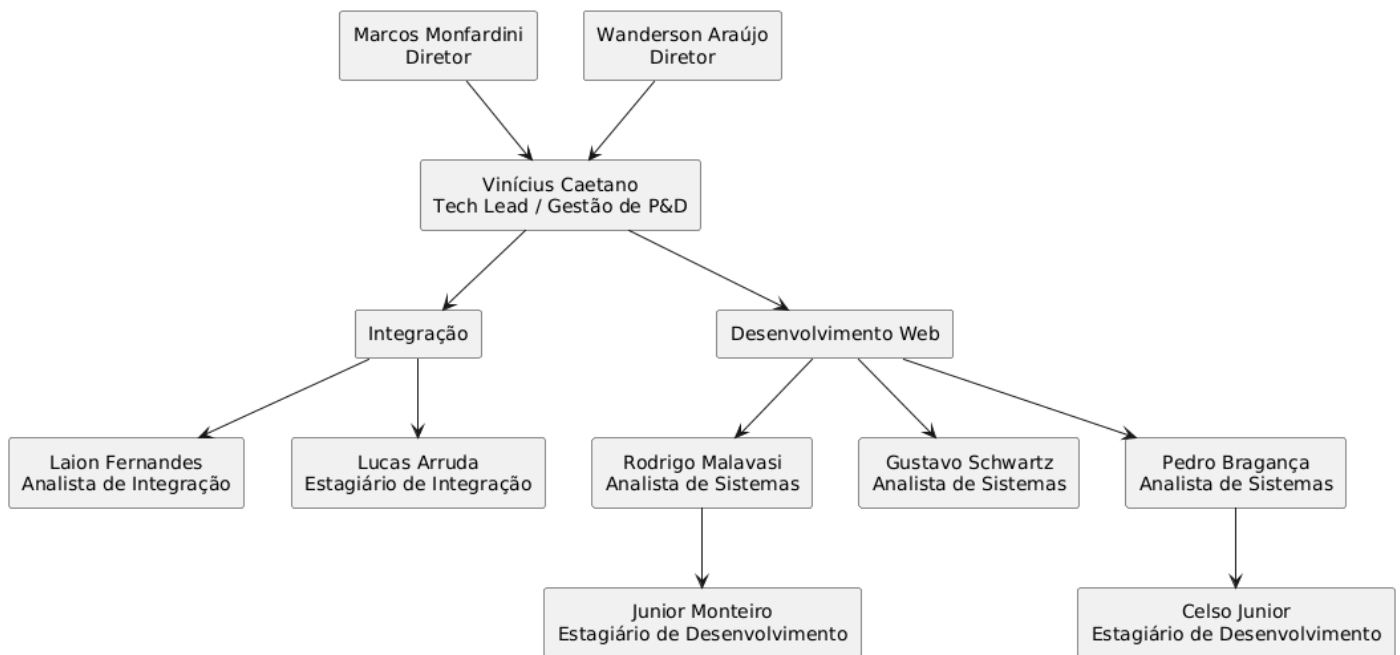 Marcos Monfardini
Diretor
Wanderson Araújo
Diretor
Vinícius Caetano
Tech Lead / Gestão de P&D
Integração
Desenvolvimento Web
Laion Fernandes
Analista de Integração
Lucas Arruda
Estagiário de Integração
Rodrigo Malavasi
Analista de Sistemas
Gustavo Schwartz
Analista de Sistemas
Pedro Bragança
Analista de Sistemas
Junior Monteiro
Estagiário de Desenvolvimento
Celso Junior
Estagiário de Desenvolvimento